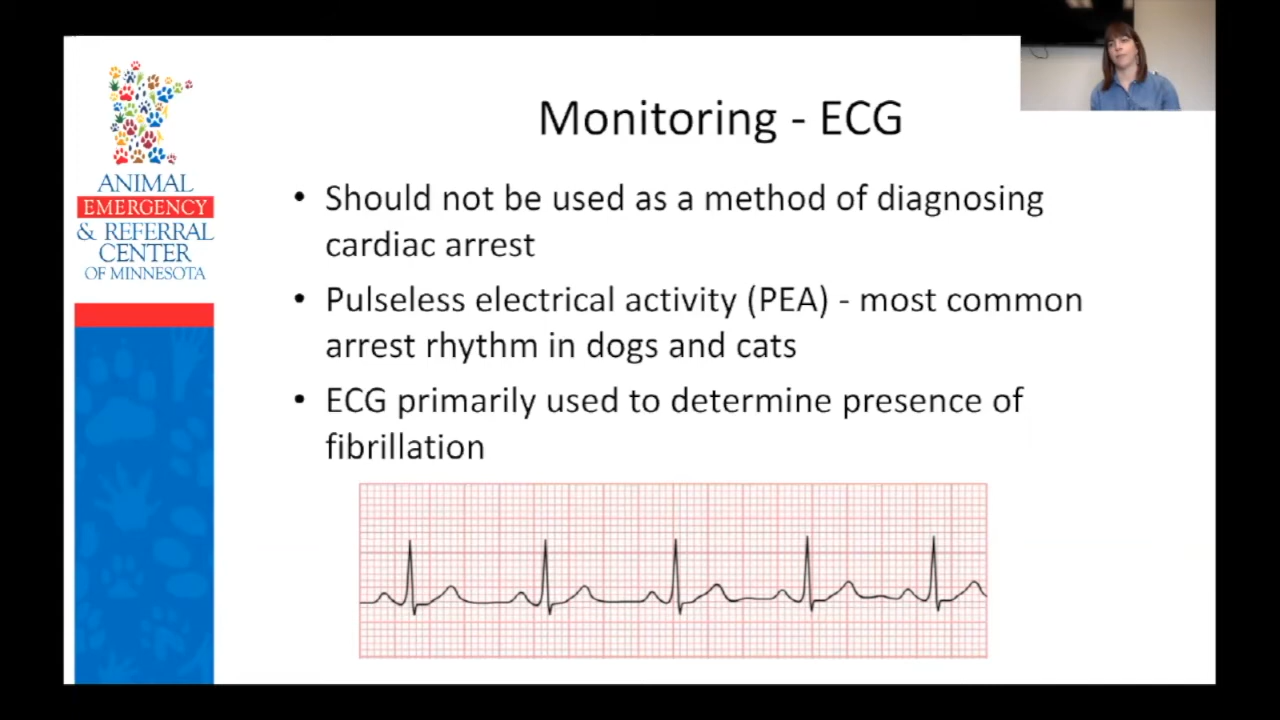 ANIMAL
EMERGENCY
& REFERRAL
CENTER
OF MINNESOTA
Monitoring - ECG
• Should not be used as a method of diagnosing
cardiac arrest
• Pulseless electrical activity (PEA) - most common
arrest rhythm in dogs and cats
• ECG primarily used to determine presence of
fibrillation